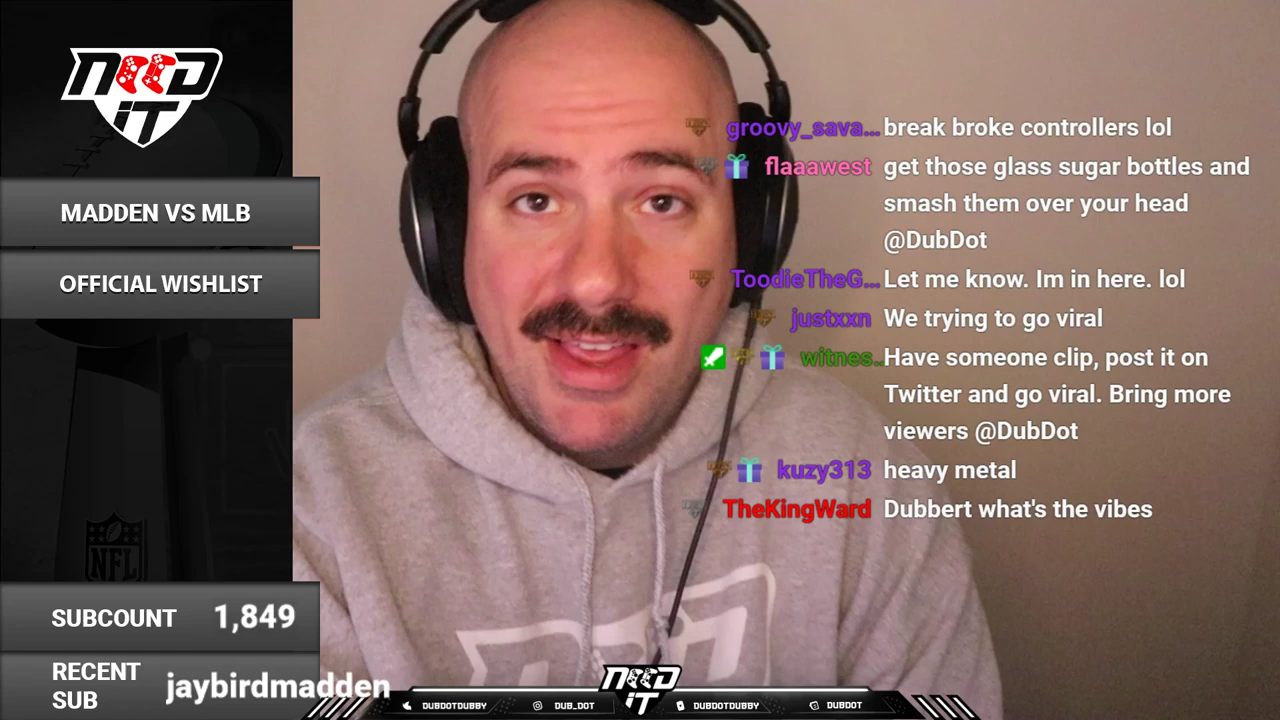 NEED
IT
MADDEN VS MLB
OFFICIAL WISHLIST
NFL
SUBCOUNT 1,849
RECENT
SUB
jaybirdmadden
groovy_sava... break broke controllers lol
flaaawest get those glass sugar bottles and
smash them over your head
@DubDot
ToodieTheG... Let me know. Im in here. lol
justxxn We trying to go viral
witnes... Have someone clip, post it on
Twitter and go viral. Bring more
viewers @DubDot
kuzy313 heavy metal
TheKingWard Dubbert what's the vibes
NEED
IT
DUBDOTDUBBY DUB_DOT DUBDOTDUBBY DUBDOT